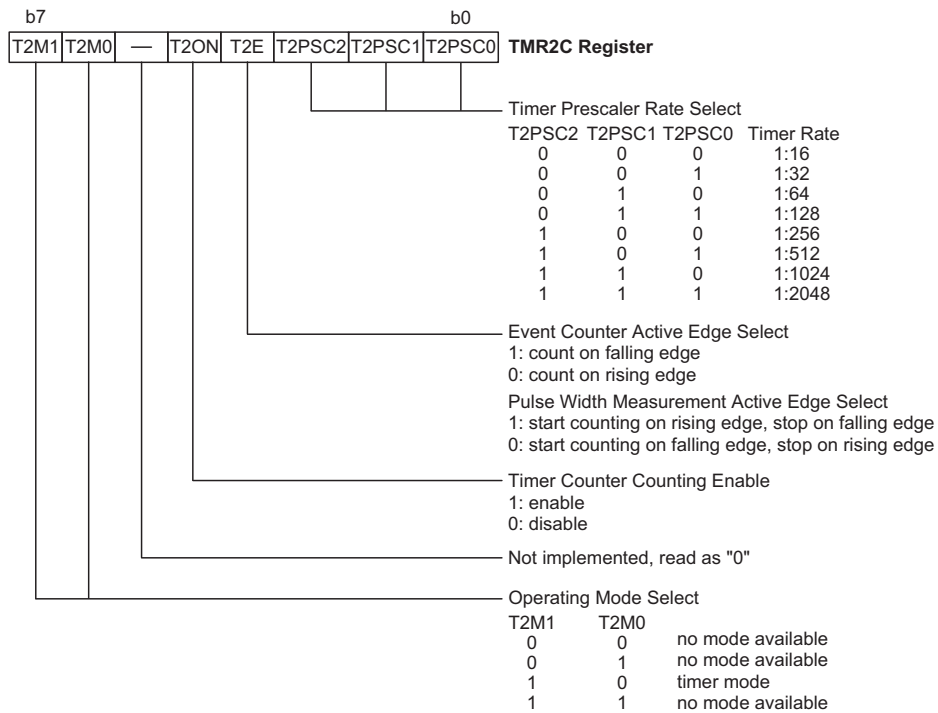 b7 b0
T2M1 T2M0 — T2ON T2E T2PSC2 T2PSC1 T2PSC0 TMR2C Register
Timer Prescaler Rate Select
T2PSC2 T2PSC1 T2PSC0 Timer Rate
0 0 0 1:16
0 0 1 1:32
0 1 0 1:64
0 1 1 1:128
1 0 0 1:256
1 0 1 1:512
1 1 0 1:1024
1 1 1 1:2048
Event Counter Active Edge Select
1: count on falling edge
0: count on rising edge
Pulse Width Measurement Active Edge Select
1: start counting on rising edge, stop on falling edge
0: start counting on falling edge, stop on rising edge
Timer Counter Counting Enable
1: enable
0: disable
Not implemented, read as "0"
Operating Mode Select
T2M1 T2M0
0 0 no mode available
0 1 no mode available
1 0 timer mode
1 1 no mode available